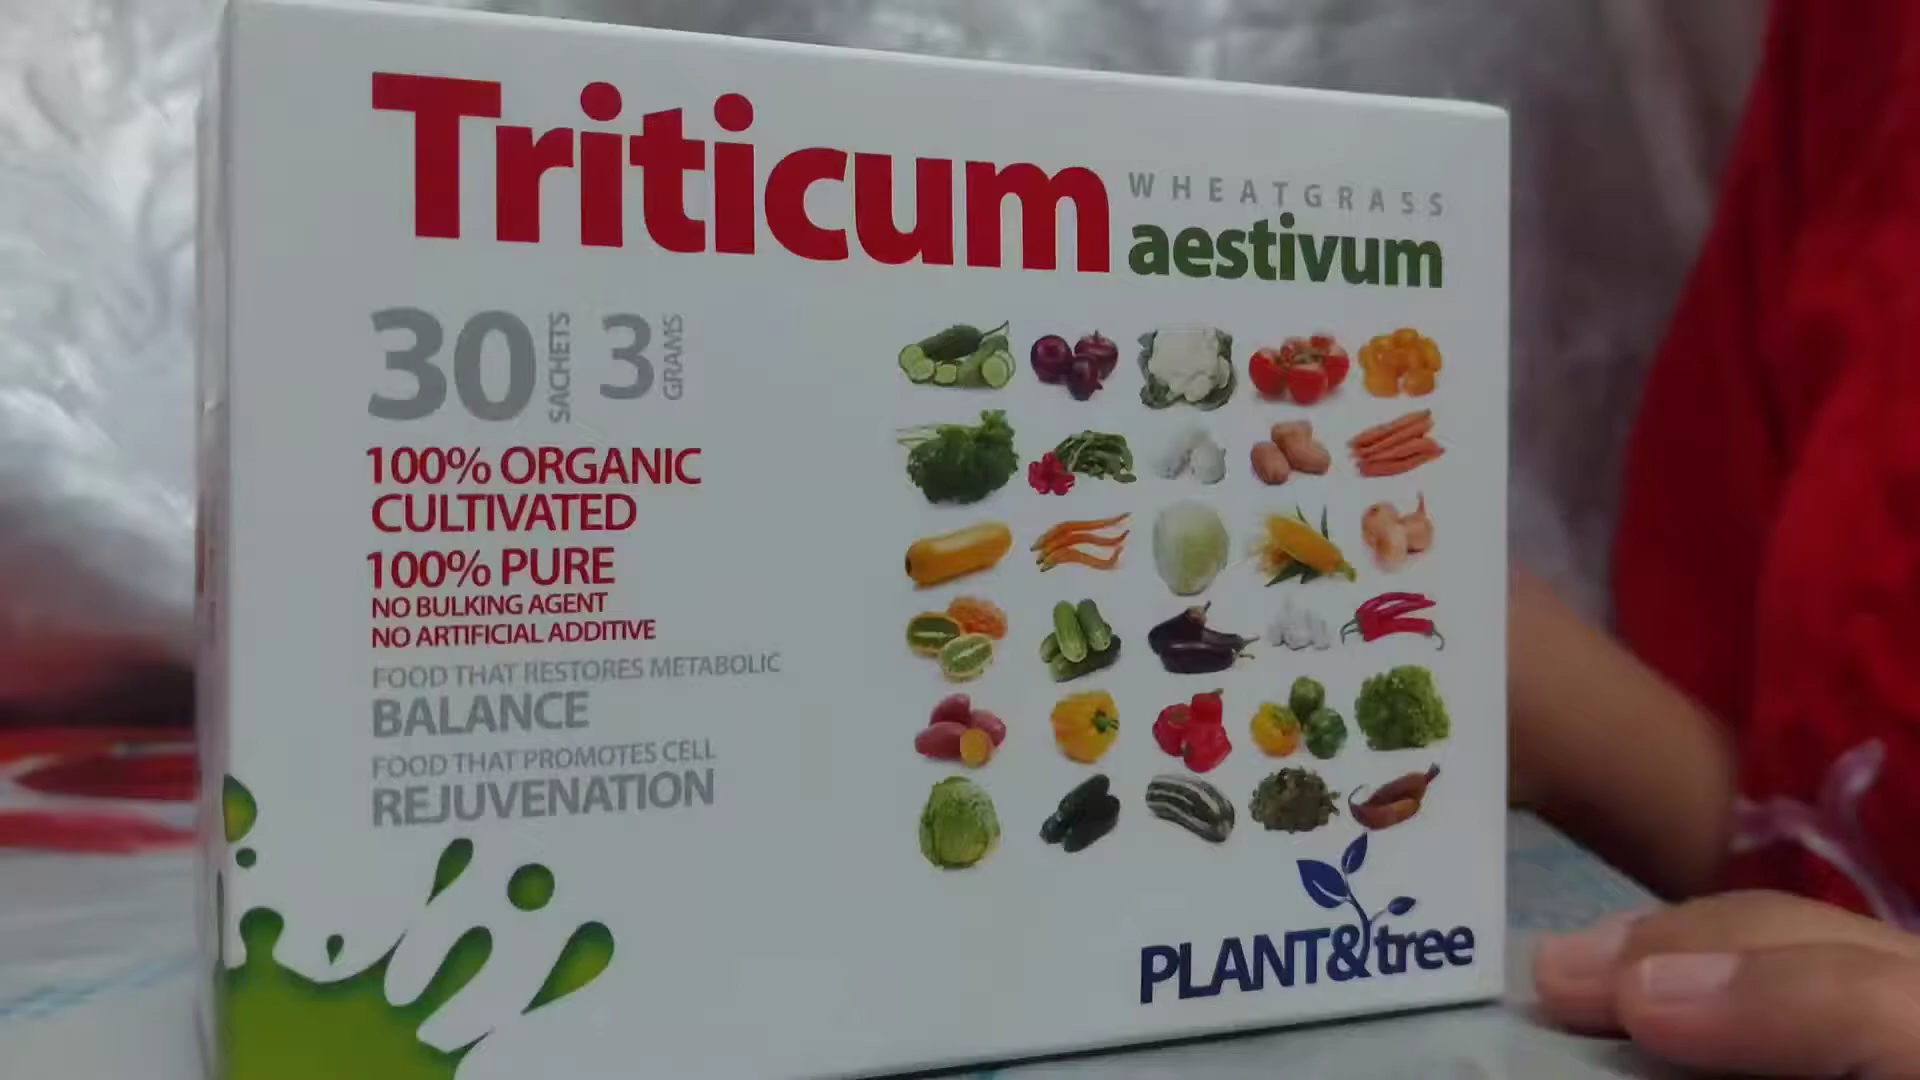 Triticum
WHEATGRASS
aestivum
30 SACHETS 3 GRAMS
100% ORGANIC
CULTIVATED
100% PURE
NO BULKING AGENT
NO ARTIFICIAL ADDITIVE
FOOD THAT RESTORES METABOLIC
BALANCE
FOOD THAT PROMOTES CELL
REJUVENATION
PLANT&tree